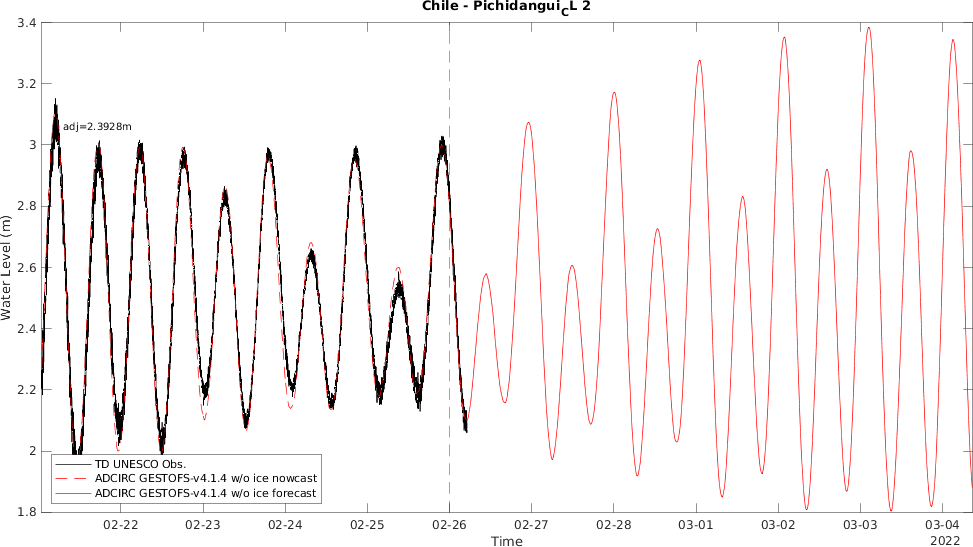 Chile - PichidanguiCL 2
3.4
3.2
3
2.8
2.6
2.4
2.2
2
1.8
Water Level (m)
adj=2.3928m
TD UNESCO Obs.
ADCIRC GESTOFS-v4.1.4 w/o ice nowcast
ADCIRC GESTOFS-v4.1.4 w/o ice forecast
02-22 02-23 02-24 02-25 02-26 02-27 02-28 03-01 03-02 03-03 03-04
2022
Time